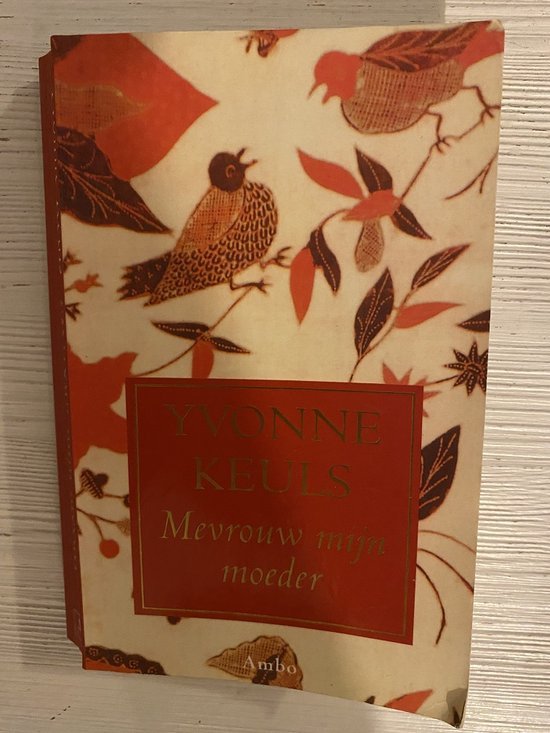 YVONNE
KEULS
Mevrouw mijn
moeder
Ambo